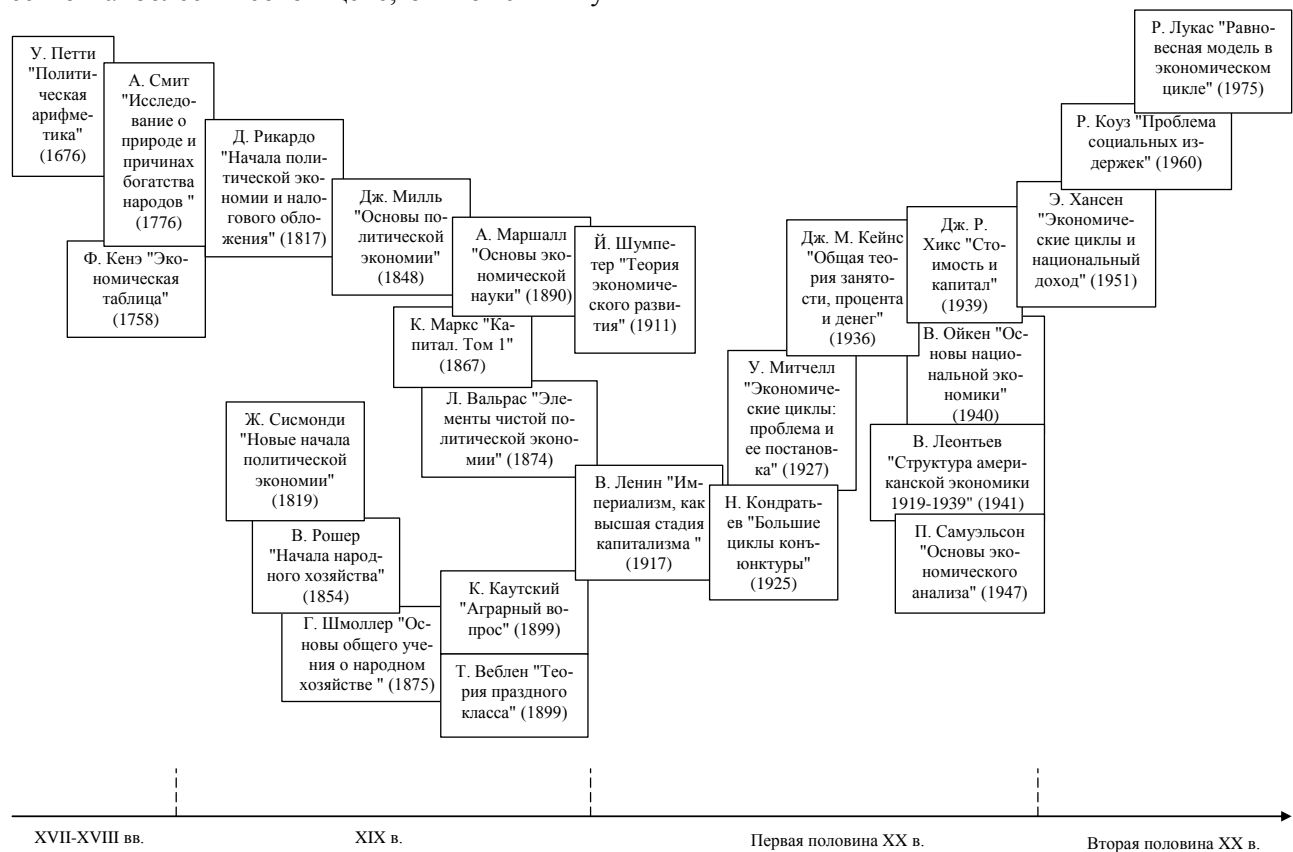 У. Петти
"Полити-
ческая
арифме-
тика"
(1676)
А. Смит
"Исследо-
вание о
природе и
причинах
богатства
народов "
(1776)
Ф. Кенэ "Эко-
номическая
таблица"
(1758)
Д. Рикардо
"Начала поли-
тической эко-
номии и нало-
гового обло-
жения" (1817)
Дж. Милль
"Основы по-
литической
экономии"
(1848)
А. Маршалл
"Основы эко-
номической
науки" (1890)
Й. Шумпе-
тер "Теория
экономиче-
ского разви-
тия" (1911)
К. Маркс "Ка-
питал. Том 1"
(1867)
Л. Вальрас "Эле-
менты чистой по-
литической эконо-
мии" (1874)
Ж. Сисмонди
"Новые начала
политической
экономии"
(1819)
В. Рошер
"Начала народ-
ного хозяйства"
(1854)
Г. Шмоллер "Ос-
новы общего уче-
ния о народном
хозяйстве " (1875)
К. Каутский
"Аграрный во-
прос" (1899)
Т. Веблен "Тео-
рия праздного
класса" (1899)
В. Ленин "Им-
периализм, как
высшая стадия
капитализма "
(1917)
Н. Кондрать-
ев "Большие
циклы конъ-
юнктуры"
(1925)
У. Митчелл
"Экономиче-
ские циклы:
проблема и
ее постанов-
ка" (1927)
Дж. М. Кейнс
"Общая тео-
рия занято-
сти, процента
и денег"
(1936)
Дж. Р.
Хикс "Сто-
имость и
капитал"
(1939)
В. Ойкен "Ос-
новы нацио-
нальной эко-
номики"
(1940)
В. Леонтьев
"Структура амери-
канской экономики
1919-1939" (1941)
П. Самуэльсон
"Основы эко-
номического
анализа" (1947)
Э. Хансен
"Экономиче-
ские циклы и
национальный
доход" (1951)
Р. Коуз "Проблема
социальных из-
держек" (1960)
Р. Лукас "Равно-
весная модель в
экономическом
цикле" (1975)
XVII-XVIII вв.
XIX в.
Первая половина XX в.
Вторая половина XX в.